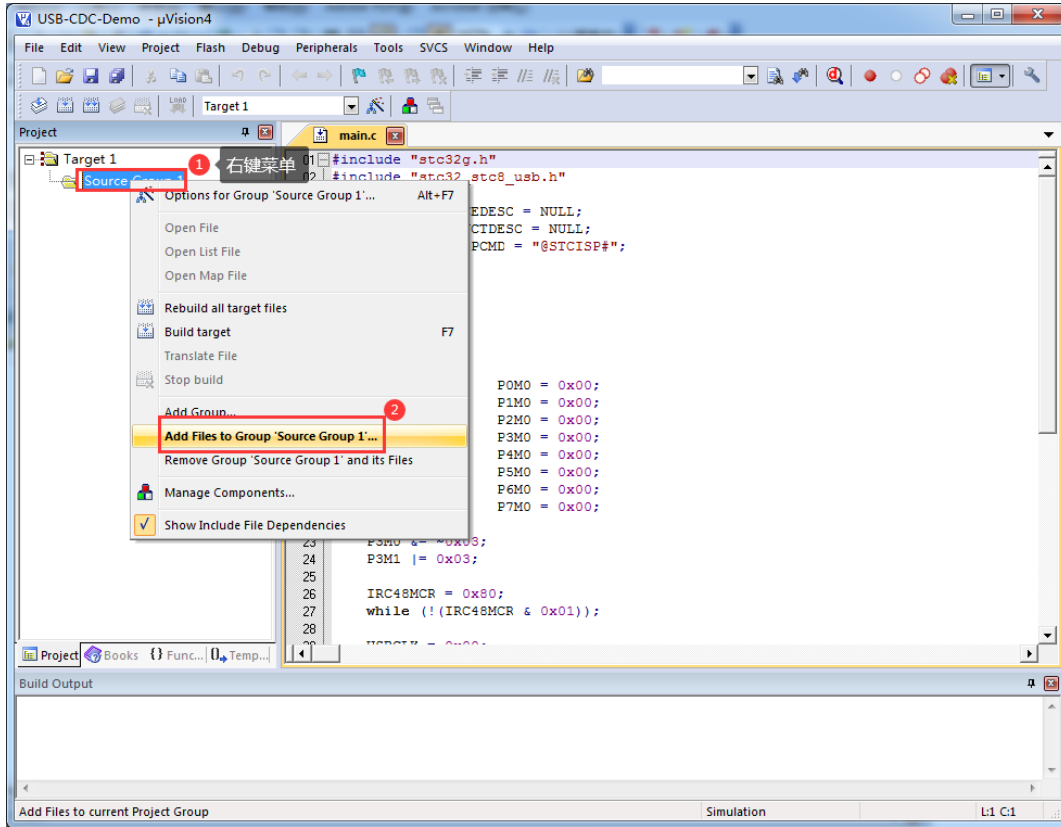 USB-CDC-Demo - µVision4
File Edit View Project Flash Debug Peripherals Tools SVCS Window Help
LOAD Target 1
Project
main.c
Target 1
1 右键菜单
Source Group 1
01 #include "stc32g.h"
02 #include "stc32_stc8_usb.h"
Options for Group 'Source Group 1'... Alt+F7
EDESC = NULL;
Open File
CTDESC = NULL;
Open List File
PCMD = "@STCISP#";
Open Map File
Rebuild all target files
Build target F7
Translate File
Stop build
P0M0 = 0x00;
P1M0 = 0x00;
Add Group...
2
P2M0 = 0x00;
Add Files to Group 'Source Group 1'...
P3M0 = 0x00;
Remove Group 'Source Group 1' and its Files
P4M0 = 0x00;
P5M0 = 0x00;
Manage Components...
P6M0 = 0x00;
P7M0 = 0x00;
Show Include File Dependencies
23 P3M0 &= ~0x03;
24 P3M1 |= 0x03;
25
26 IRC48MCR = 0x80;
27 while (!(IRC48MCR & 0x01));
28
29 USBCLK = 0x00;
Project Books {} Func... 0 Temp...
Build Output
Add Files to current Project Group Simulation L:1 C:1